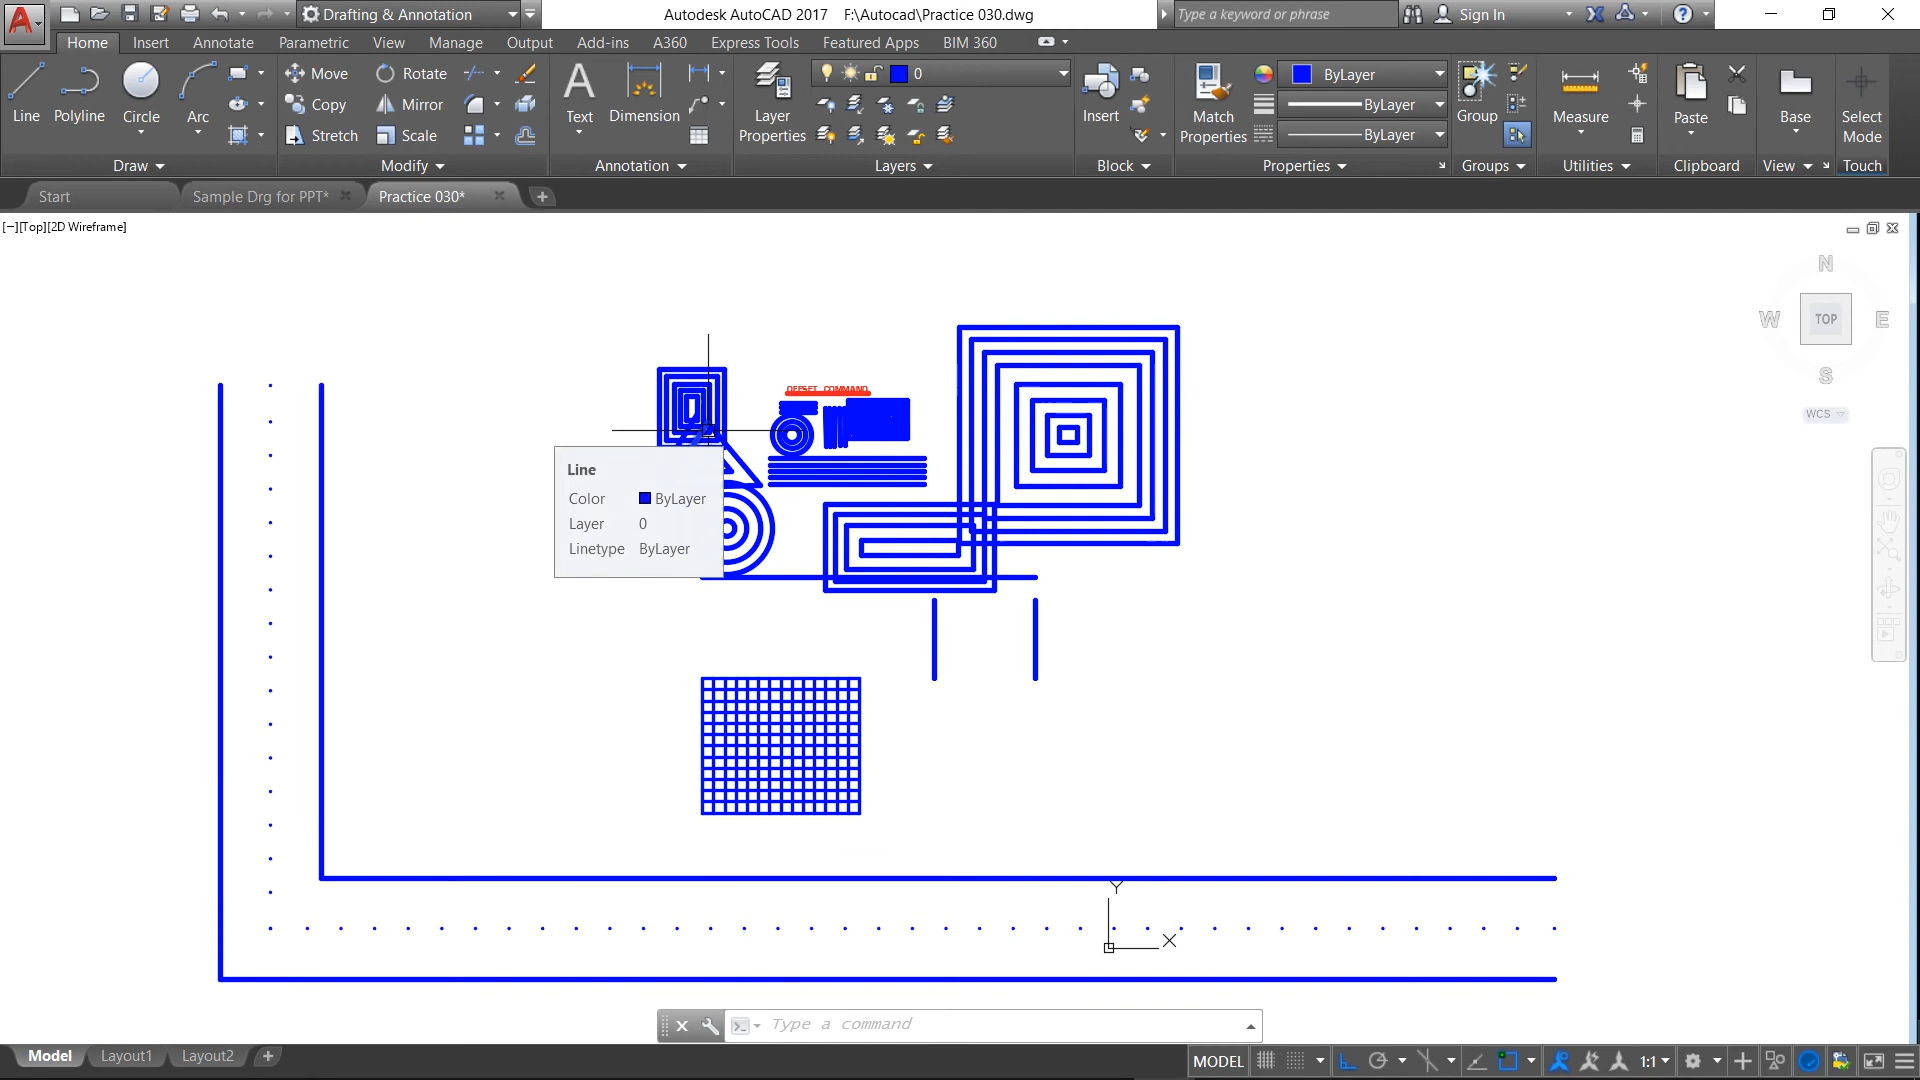 Drafting & Annotation
Autodesk AutoCAD 2017 F:\Autocad\Practice 030.dwg
Type a keyword or phrase
Sign In
Home Insert Annotate Parametric View Manage Output Add-ins A360 Express Tools Featured Apps BIM 360
Line Polyline Circle Arc
Move Rotate
Copy Mirror
Stretch Scale
Text Dimension
Layer Properties
0
Insert
Match Properties
ByLayer
ByLayer
ByLayer
Group
Measure
Paste
Base
Select Mode
Draw Modify Annotation Layers Block Properties Groups Utilities Clipboard View Touch
Start Sample Drg for PPT* Practice 030*
[−][Top][2D Wireframe]
N
W TOP E
S
WCS
OFFSET COMMAND
Line
Color ByLayer
Layer 0
Linetype ByLayer
Y
X
Type a command
Model Layout1 Layout2
MODEL 1:1